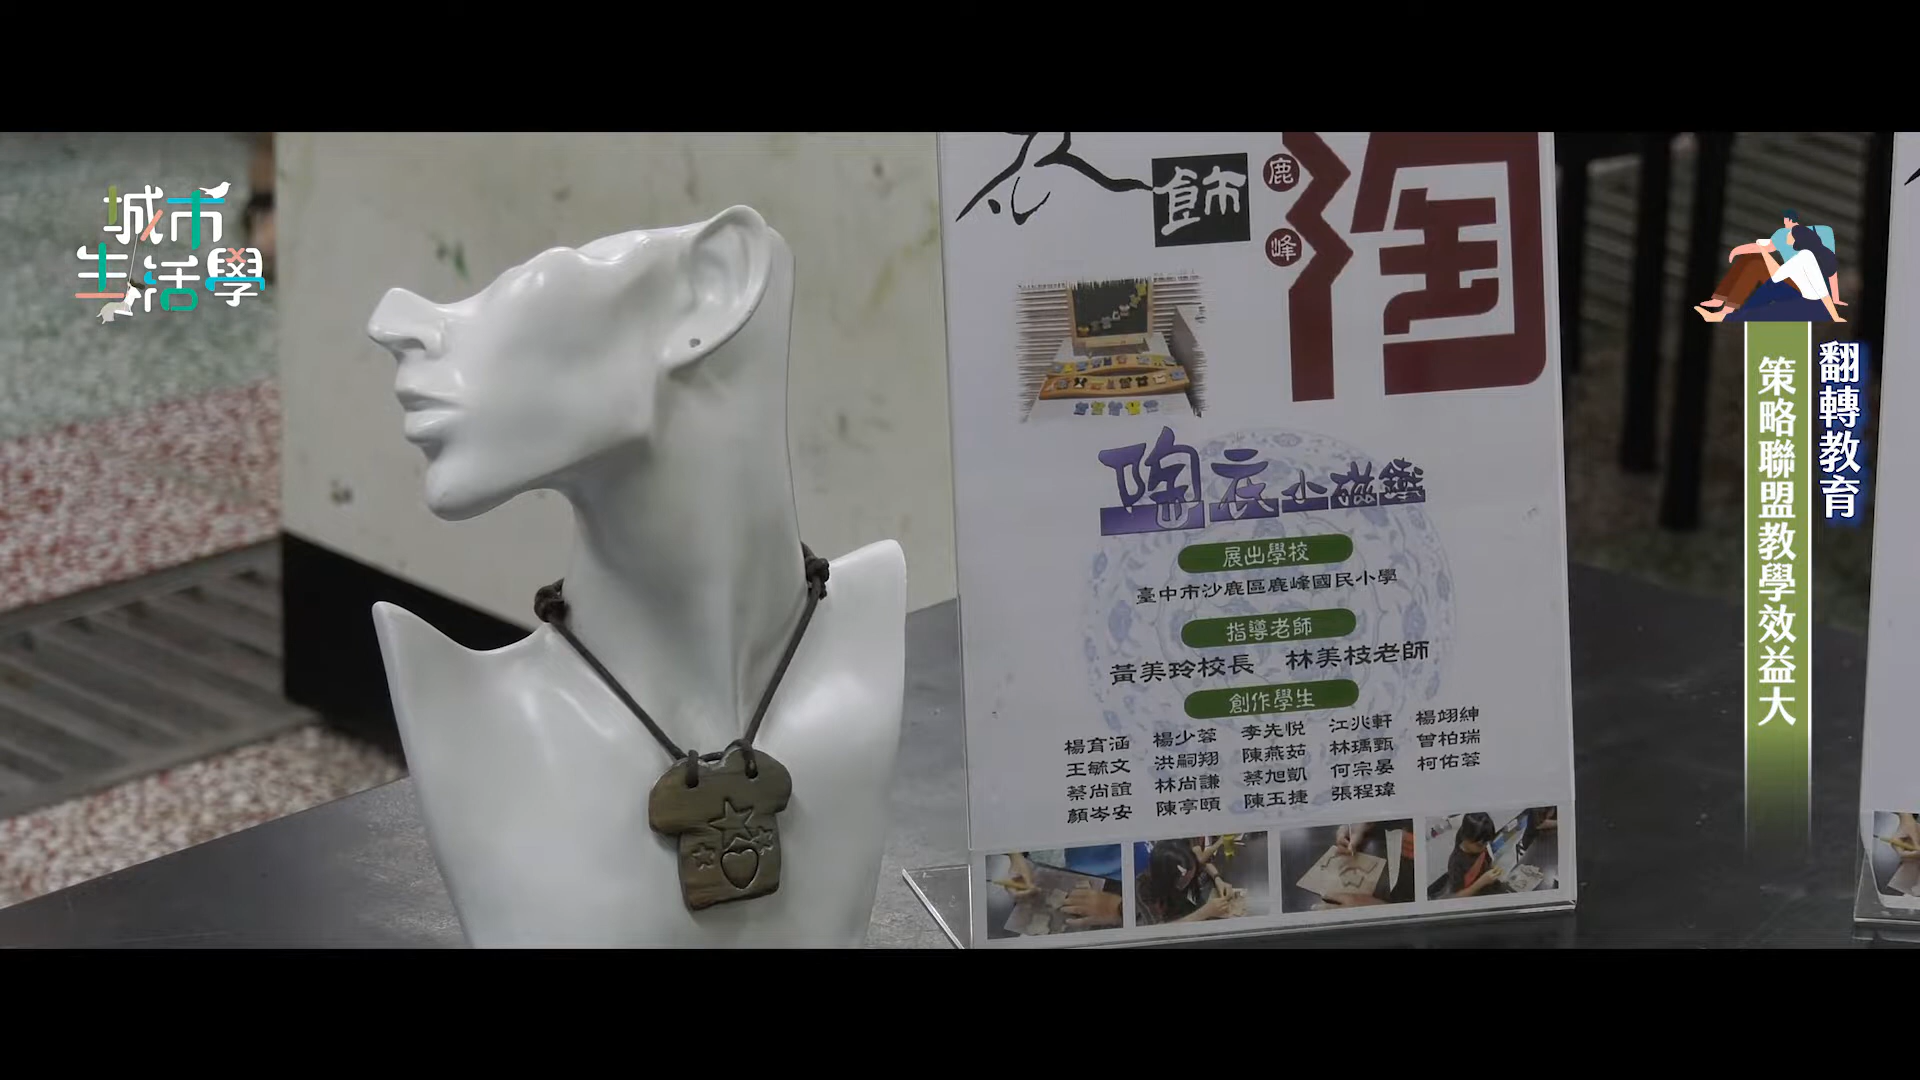 城市
生活學
翻轉教育
策略聯盟教學效益大
衣飾
鹿峰
淘
陶衣小磁鐵
展出學校
臺中市沙鹿區鹿峰國民小學
指導老師
黃美玲校長 林美枝老師
創作學生
楊育涵 楊少蓉 李先悅 江兆軒 楊翊紳
王毓文 洪嗣翔 陳燕茹 林瑀甄 曾柏瑞
蔡尚誼 林尚謙 蔡旭凱 何宗晏 柯佑蓉
顏岑安 陳亭頤 陳玉捷 張程瑋